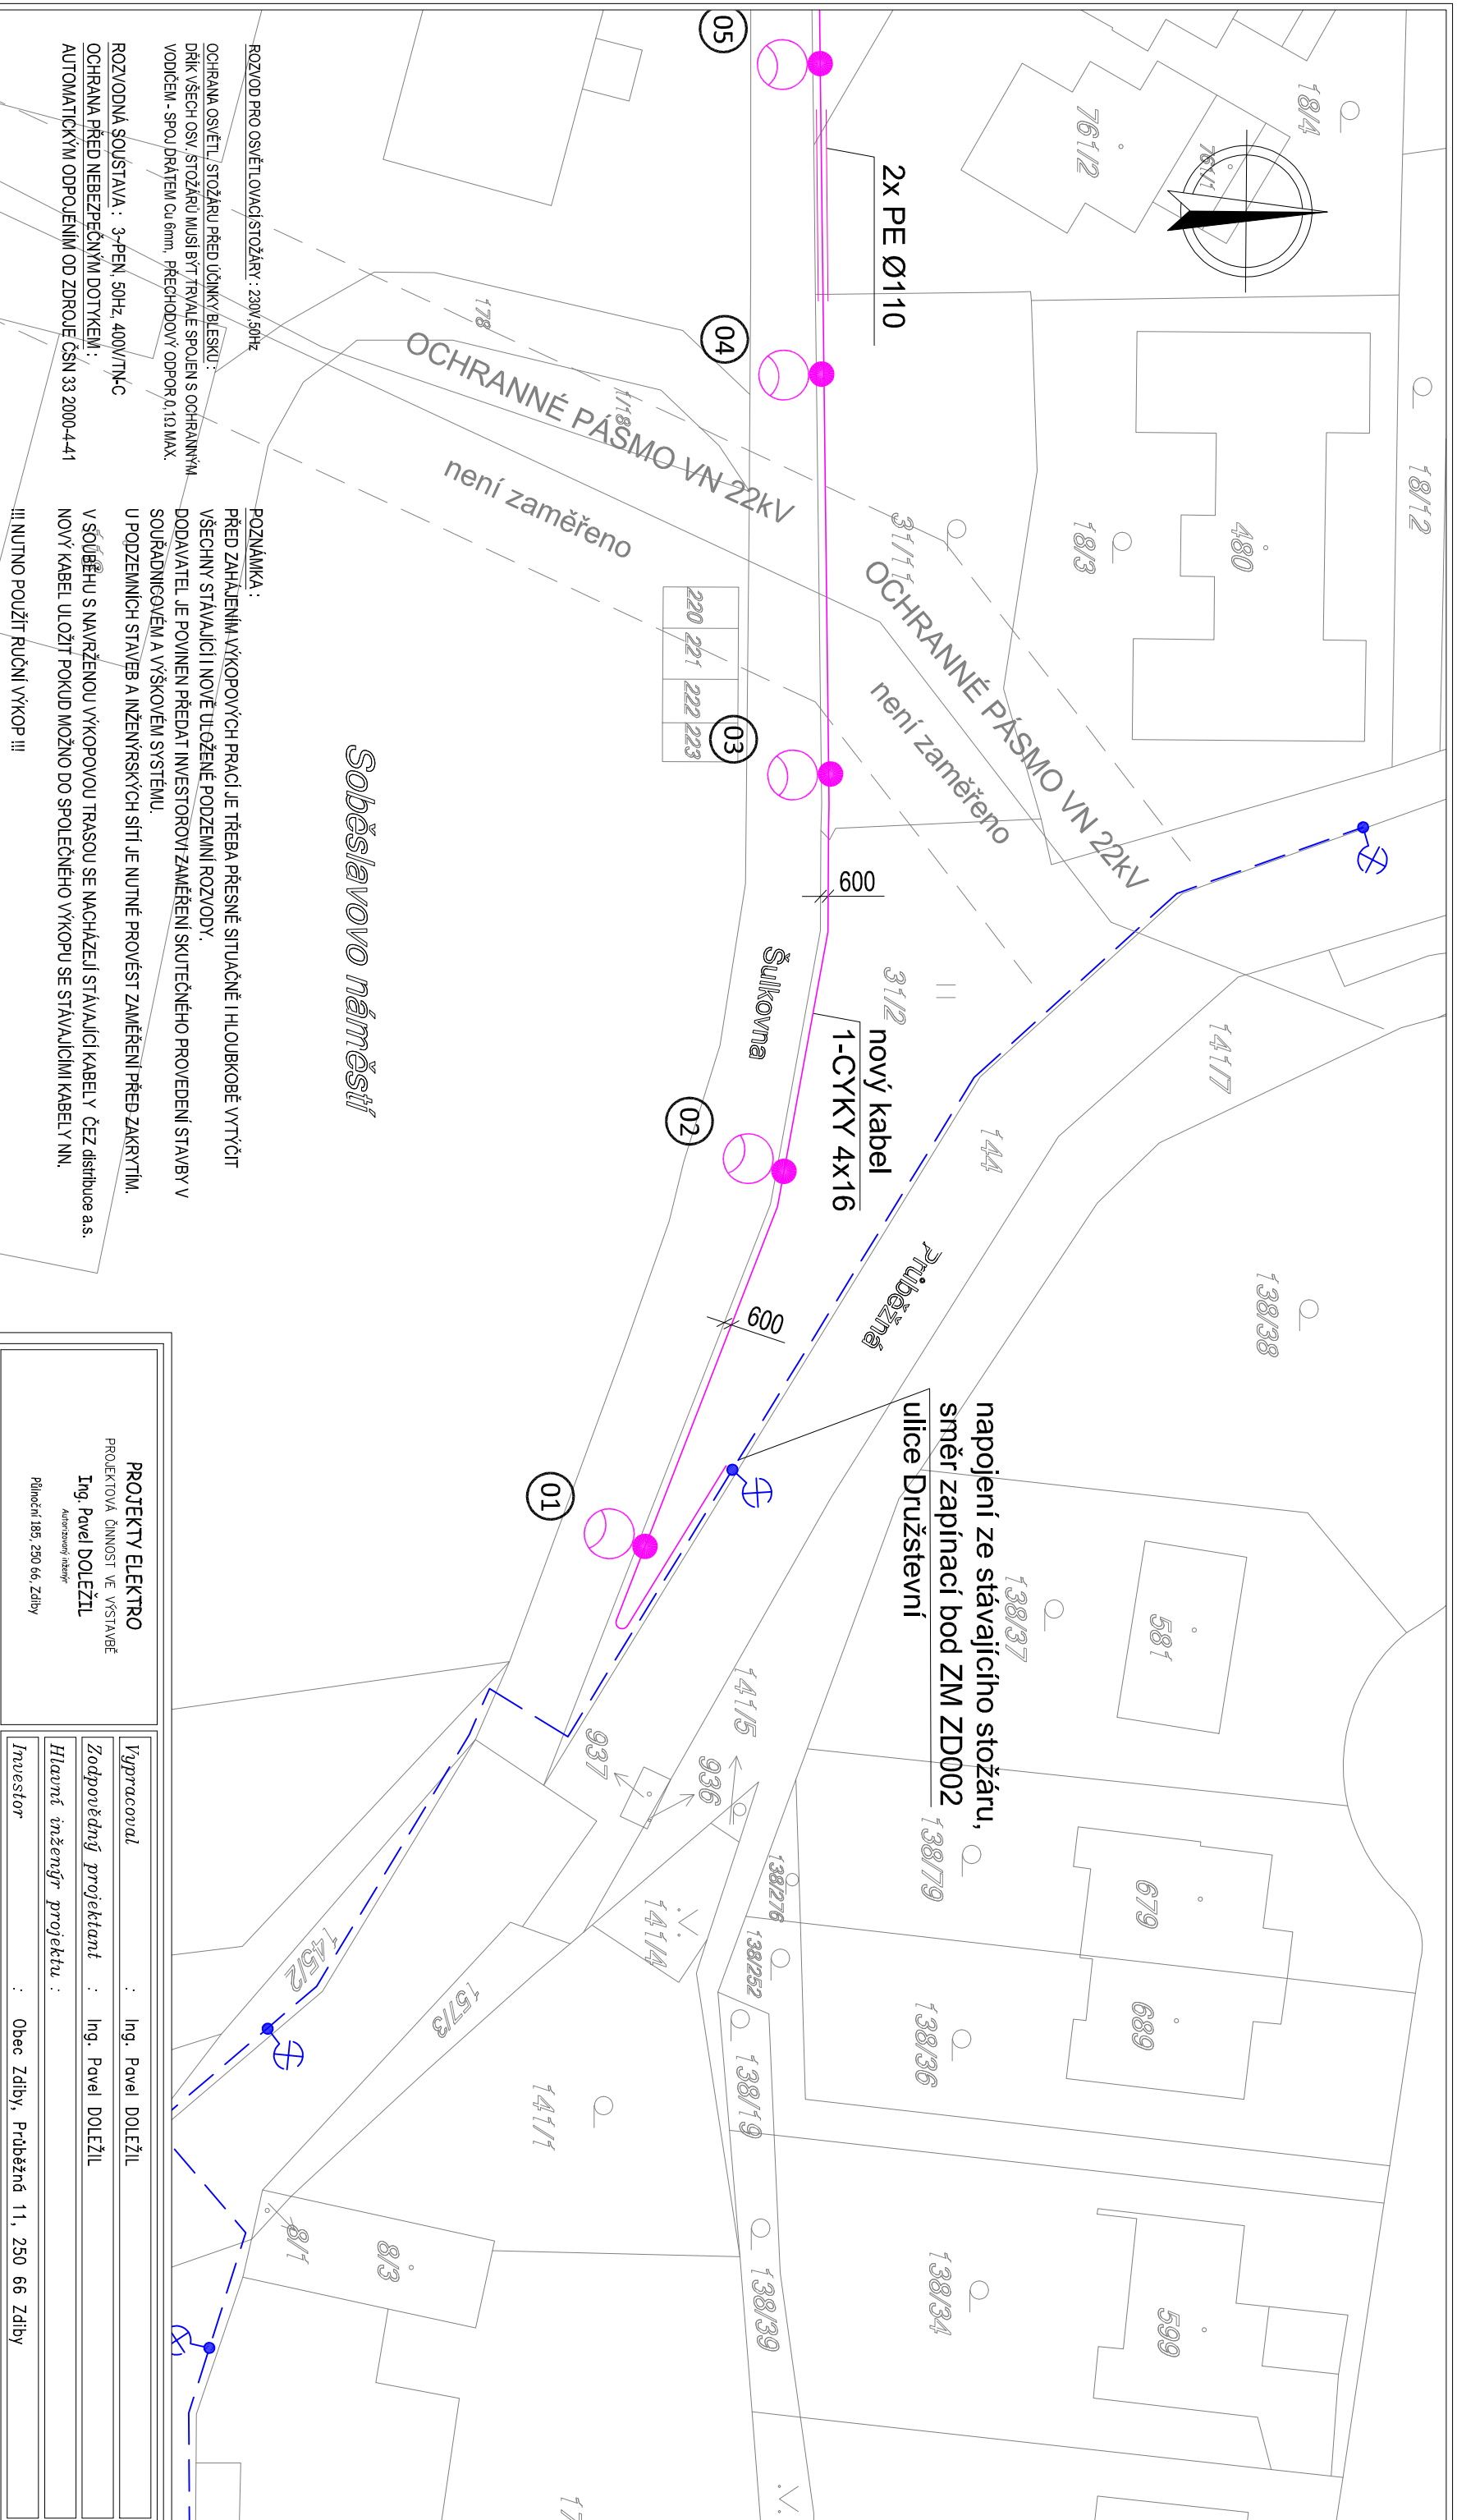 2x PE Ø110
05
04
03
02
01
761/2
761/1
18/4
18/12
480
18/3
31/11
178
1/18
OCHRANNÉ PÁSMO VN 22kV
není zaměřeno
OCHRANNÉ PÁSMO VN 22kV
není zaměřeno
220 221 222 223
600
600
Šulkovna
31/2
nový kabel
1-CYKY 4x16
144
141/7
Průběžná
138/38
Soběslavovo náměstí
napojení ze stávajícího stožáru,
směr zapínací bod ZM ZD002
ulice Družstevní
138/37
581
138/79
679
689
138/36
141/5
936
937
138/276
138/252
141/4
138/19
138/39
138/34
599
145/2
157/3
141/1
8/1
8/3
ROZVOD PRO OSVĚTLOVACÍ STOŽÁRY : 230V,50Hz
OCHRANA OSVĚTL. STOŽÁRU PŘED ÚČINKY BLESKU :
DŘÍK VŠECH OSV. STOŽÁRŮ MUSÍ BÝT TRVALE SPOJEN S OCHRANNÝM
VODIČEM - SPOJ DRÁTEM Cu 6mm, PŘECHODOVÝ ODPOR 0,1Ω MAX.
ROZVODNÁ SOUSTAVA : 3~PEN, 50Hz, 400V/TN-C
OCHRANA PŘED NEBEZPEČNÝM DOTYKEM :
AUTOMATICKÝM ODPOJENÍM OD ZDROJE ČSN 33 2000-4-41
POZNÁMKA :
PŘED ZAHÁJENÍM VÝKOPOVÝCH PRACÍ JE TŘEBA PŘESNĚ SITUAČNĚ I HLOUBKOBĚ VYTÝČIT
VŠECHNY STÁVAJÍCÍ I NOVĚ ULOŽENÉ PODZEMNÍ ROZVODY.
DODAVATEL JE POVINEN PŘEDAT INVESTOROVI ZAMĚŘENÍ SKUTEČNÉHO PROVEDENÍ STAVBY V
SOUŘADNICOVÉM A VÝŠKOVÉM SYSTÉMU.
U PODZEMNÍCH STAVEB A INŽENÝRSKÝCH SÍTÍ JE NUTNÉ PROVÉST ZAMĚŘENÍ PŘED ZAKRYTÍM.
V SOUBĚHU S NAVRŽENOU VÝKOPOVOU TRASOU SE NACHÁZEJÍ STÁVAJÍCÍ KABELY ČEZ distribuce a.s.
NOVÝ KABEL ULOŽIT POKUD MOŽNO DO SPOLEČNÉHO VÝKOPU SE STÁVAJÍCÍMI KABELY NN.
!!! NUTNO POUŽÍT RUČNÍ VÝKOP !!!
PROJEKTY ELEKTRO
PROJEKTOVÁ ČINNOST VE VÝSTAVBĚ
Ing. Pavel DOLEŽIL
Autorizovaný inženýr
Půlnoční 185, 250 66, Zdiby
Vypracoval : Ing. Pavel DOLEŽIL
Zodpovědný projektant : Ing. Pavel DOLEŽIL
Hlavní inženýr projektu :
Investor : Obec Zdiby, Průběžná 11, 250 66 Zdiby